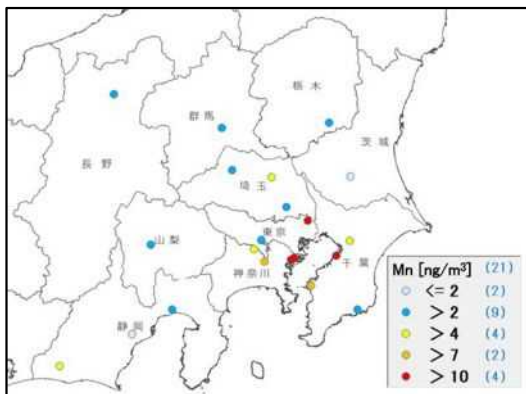 栃木
群馬
茨城
長野
埼玉
東京
山梨
千葉
神奈川
静岡
Mn [ng/m³] (21)
<= 2 (2)
> 2 (9)
> 4 (4)
> 7 (2)
> 10 (4)